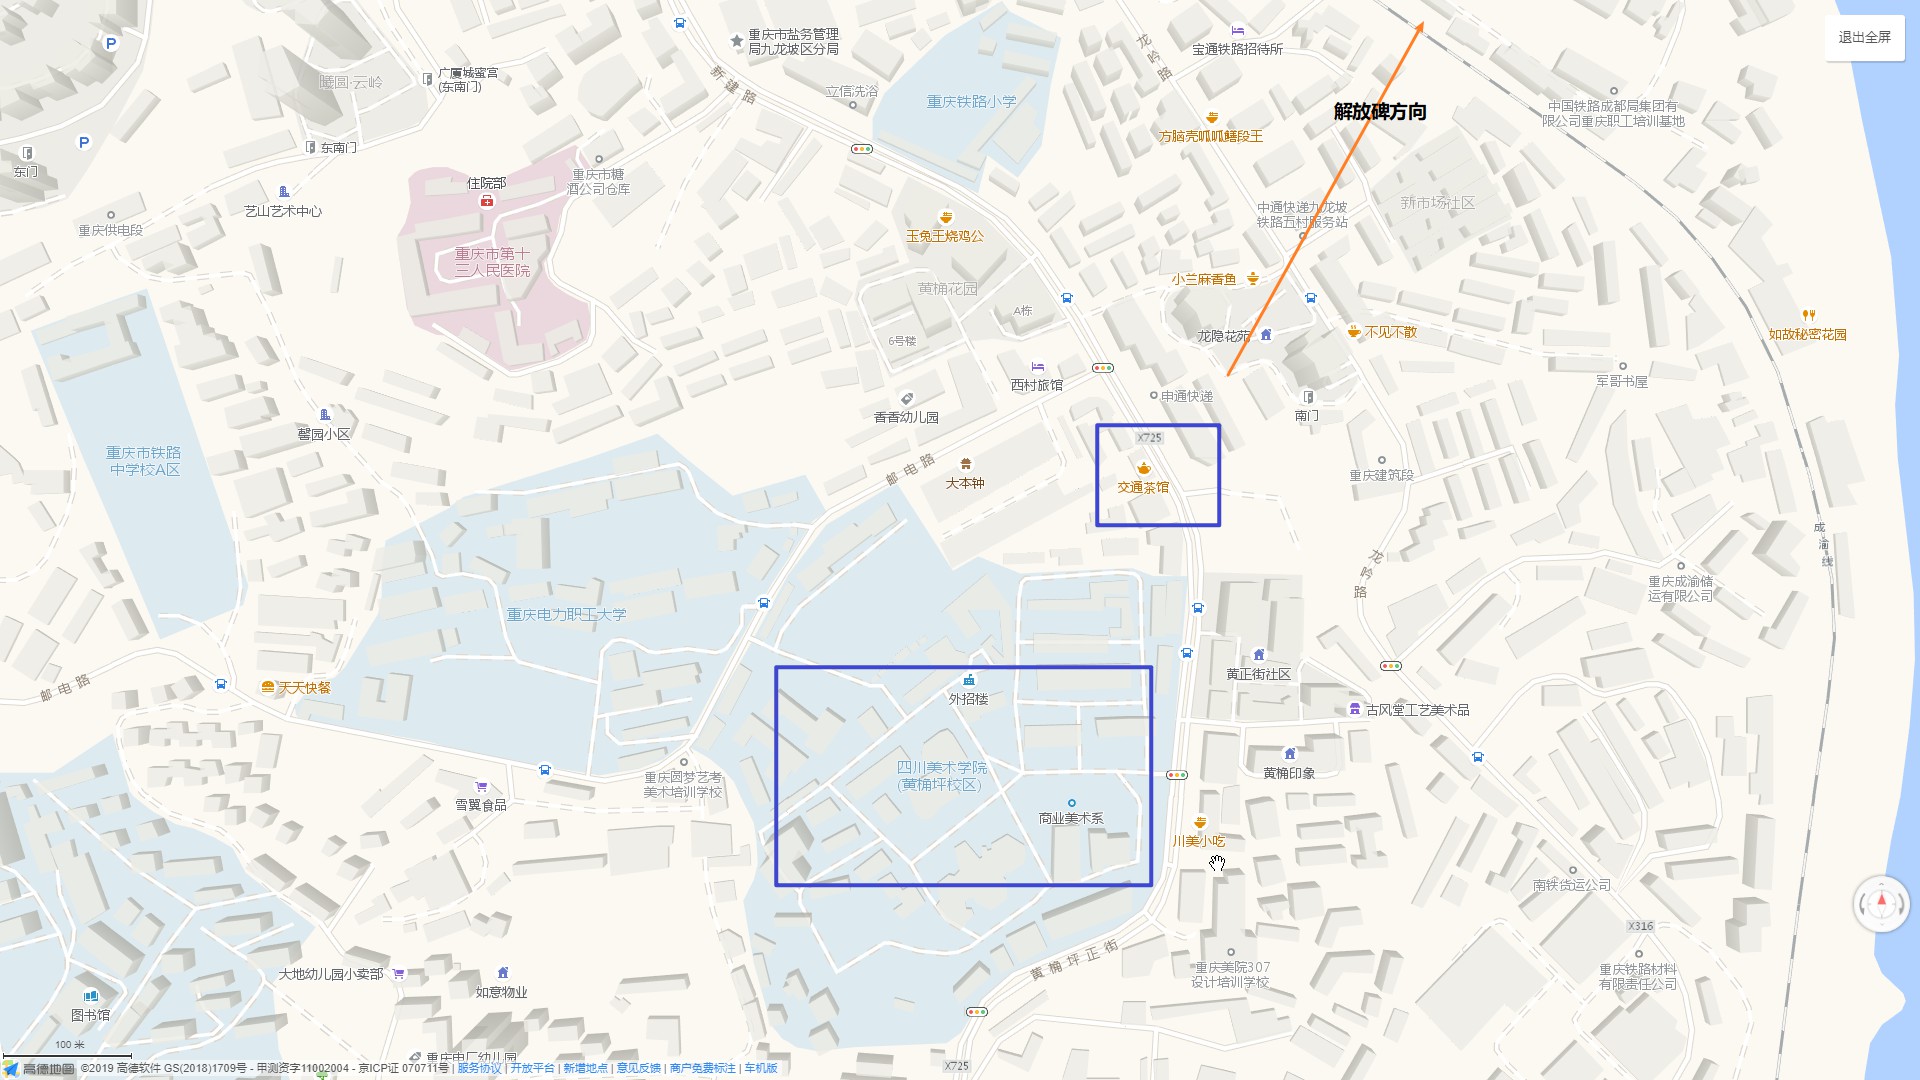 退出全屏
重庆市盐务管理
局九龙坡区分局
龙吟路
宝通铁路招待所
广厦城蜜宫
(东南门)
曦圆·云岭
新建路
立信洗浴
重庆铁路小学
解放碑方向
中国铁路成都局集团有
限公司重庆职工培训基地
方脑壳呱呱鳝段王
东门
东南门
住院部
重庆市糖
酒公司仓库
艺山艺术中心
重庆供电段
中通快递九龙坡
铁路五村服务站
新市场社区
玉兔王烧鸡公
重庆市第十
三人民医院
黄桷花园
小兰麻香鱼
A栋
6号楼
龙隐花苑
不见不散
如故秘密花园
西村旅馆
申通快递
军哥书屋
香香幼儿园
南门
馨园小区
X725
重庆市铁路
中学校A区
邮电路
大本钟
交通茶馆
重庆建筑段
成渝线
龙吟路
重庆成渝储
运有限公司
重庆电力职工大学
邮电路
天天快餐
外招楼
黄正街社区
古风堂工艺美术品
四川美术学院
(黄桷坪校区)
黄桷印象
重庆圆梦艺考
美术培训学校
雪翼食品
商业美术系
川美小吃
南铁货运公司
X316
黄桷坪正街
重庆美院307
设计培训学校
重庆铁路材料
有限责任公司
大地幼儿园小卖部
如意物业
图书馆
100 米
重庆电厂幼儿园
X725
高德地图 ©2019 高德软件 GS(2018)1709号 - 甲测资字11002004 - 京ICP证 070711号 | 服务协议 | 开放平台 | 新增地点 | 意见反馈 | 商户免费标注 | 车机版